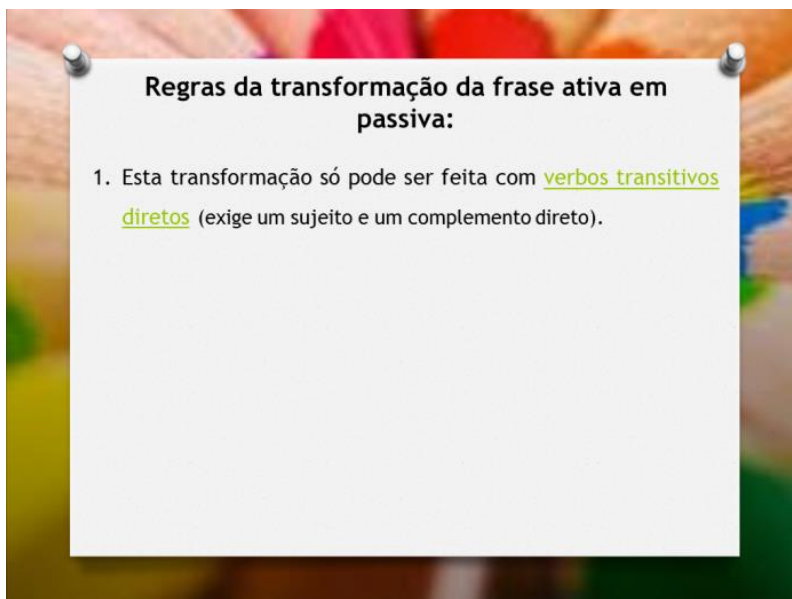 Regras da transformação da frase ativa em
passiva:
1. Esta transformação só pode ser feita com verbos transitivos
diretos (exige um sujeito e um complemento direto).